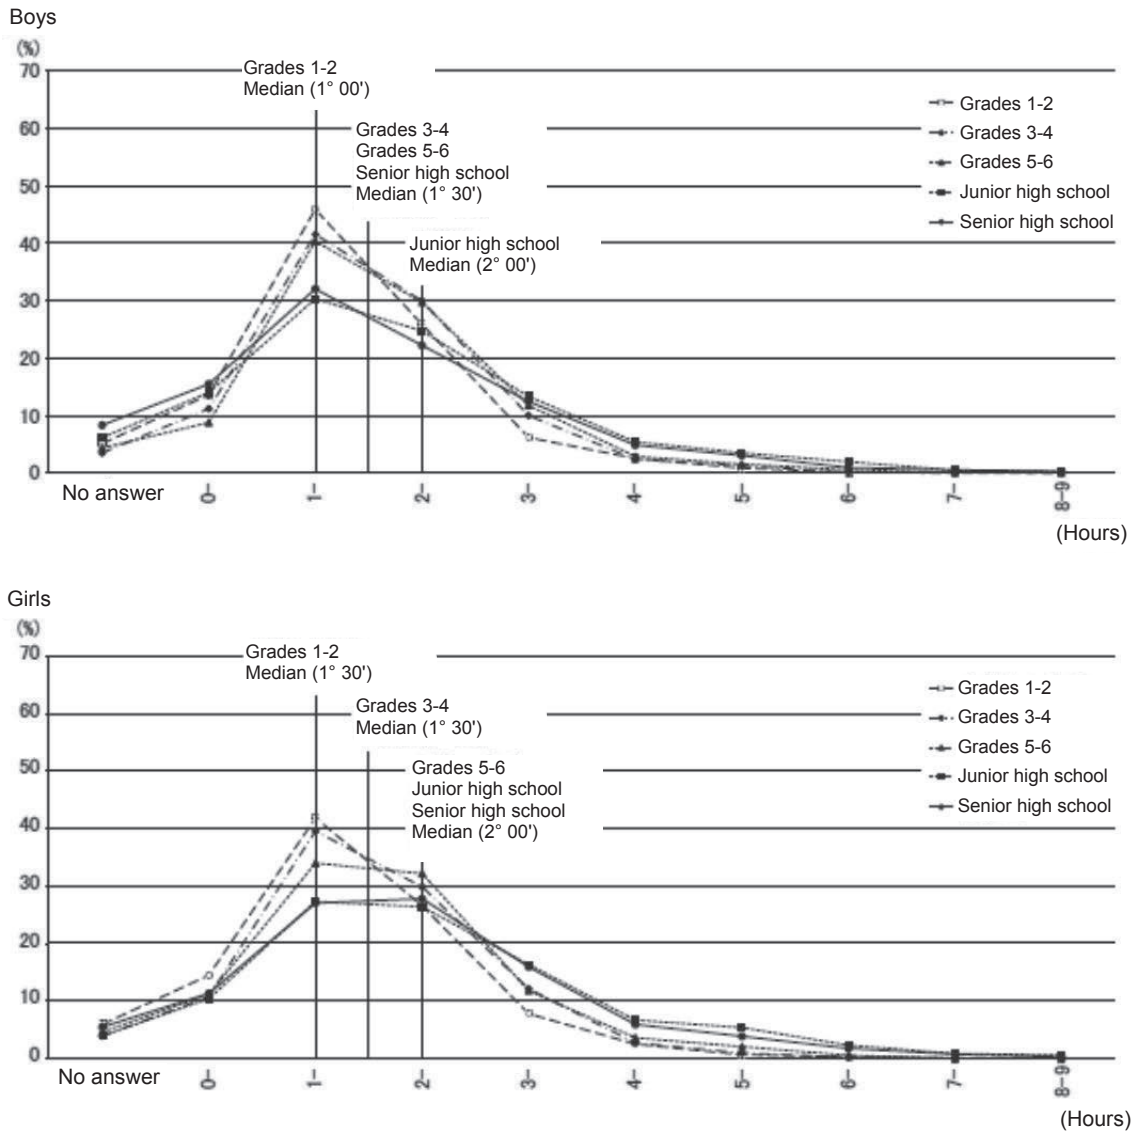 Boys
(%)
70
60
50
40
30
20
10
0
Grades 1-2
Median (1° 00')
Grades 3-4
Grades 5-6
Senior high school
Median (1° 30')
Junior high school
Median (2° 00')
Grades 1-2
Grades 3-4
Grades 5-6
Junior high school
Senior high school
No answer
0-
1-
2-
3-
4-
5-
6-
7-
8-9
(Hours)
Girls
(%)
70
60
50
40
30
20
10
0
Grades 1-2
Median (1° 30')
Grades 3-4
Median (1° 30')
Grades 5-6
Junior high school
Senior high school
Median (2° 00')
Grades 1-2
Grades 3-4
Grades 5-6
Junior high school
Senior high school
No answer
0-
1-
2-
3-
4-
5-
6-
7-
8-9
(Hours)